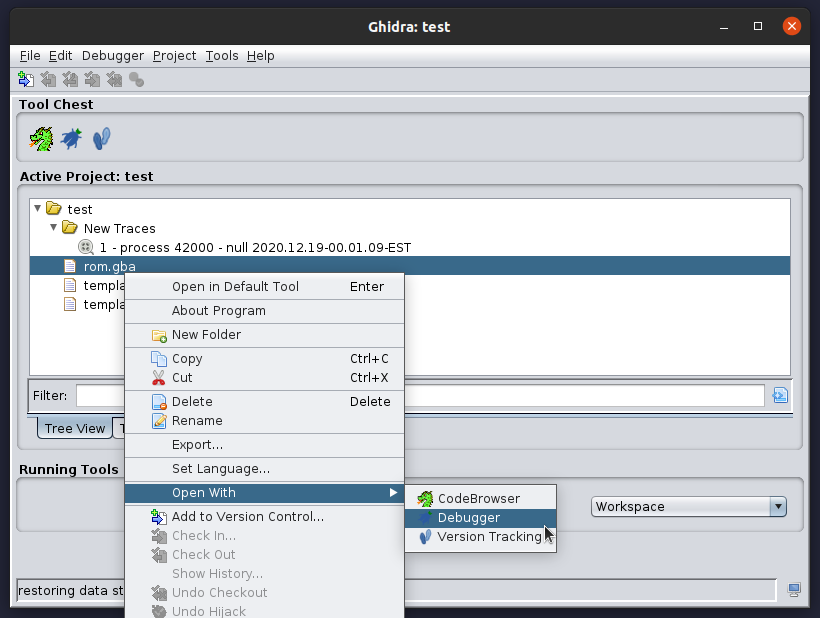 Ghidra: test
File Edit Debugger Project Tools Help
Tool Chest
Active Project: test
test
New Traces
1 - process 42000 - null 2020.12.19-00.01.09-EST
rom.gba
templa
templa
Open in Default Tool Enter
About Program
New Folder
Copy Ctrl+C
Cut Ctrl+X
Delete Delete
Rename
Export...
Set Language...
Open With
Add to Version Control...
Check In...
Check Out
Show History...
Undo Checkout
Undo Hijack
Filter:
Tree View T
Running Tools
CodeBrowser
Debugger
Version Tracking
Workspace
restoring data st